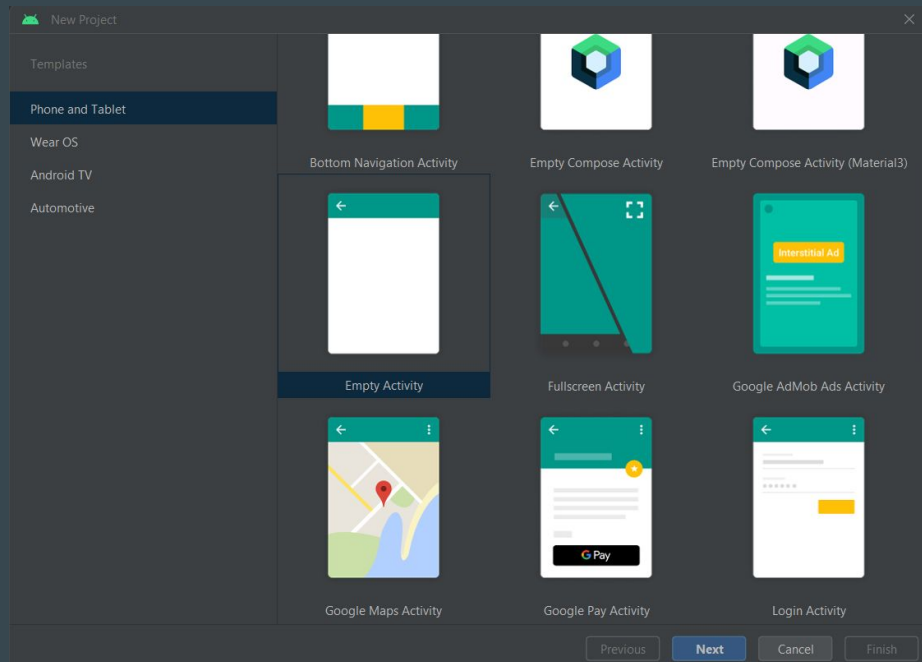 New Project
Templates
Phone and Tablet
Wear OS
Android TV
Automotive
Bottom Navigation Activity
Empty Compose Activity
Empty Compose Activity (Material3)
Interstitial Ad
Empty Activity
Fullscreen Activity
Google AdMob Ads Activity
G Pay
Google Maps Activity
Google Pay Activity
Login Activity
Previous
Next
Cancel
Finish